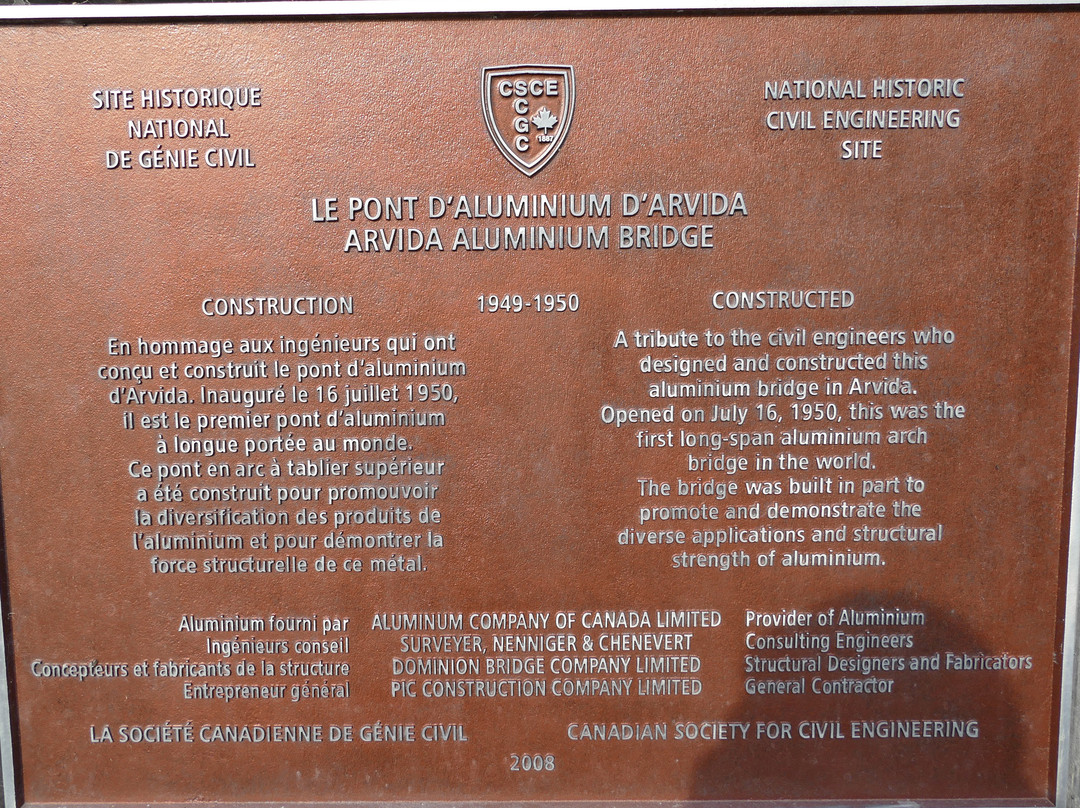 SITE HISTORIQUE
NATIONAL
DE GÉNIE CIVIL
CSCE
C
G
C
1887
NATIONAL HISTORIC
CIVIL ENGINEERING
SITE
LE PONT D'ALUMINIUM D'ARVIDA
ARVIDA ALUMINIUM BRIDGE
CONSTRUCTION 1949-1950 CONSTRUCTED
En hommage aux ingénieurs qui ont
conçu et construit le pont d'aluminium
d'Arvida. Inauguré le 16 juillet 1950,
il est le premier pont d'aluminium
à longue portée au monde.
Ce pont en arc à tablier supérieur
a été construit pour promouvoir
la diversification des produits de
l'aluminium et pour démontrer la
force structurelle de ce métal.
A tribute to the civil engineers who
designed and constructed this
aluminium bridge in Arvida.
Opened on July 16, 1950, this was the
first long-span aluminium arch
bridge in the world.
The bridge was built in part to
promote and demonstrate the
diverse applications and structural
strength of aluminium.
Aluminium fourni par ALUMINUM COMPANY OF CANADA LIMITED Provider of Aluminium
Ingénieurs conseil SURVEYER, NENNIGER & CHENEVERT Consulting Engineers
Concepteurs et fabricants de la structure DOMINION BRIDGE COMPANY LIMITED Structural Designers and Fabricators
Entrepreneur général PIC CONSTRUCTION COMPANY LIMITED General Contractor
LA SOCIÉTÉ CANADIENNE DE GÉNIE CIVIL CANADIAN SOCIETY FOR CIVIL ENGINEERING
2008